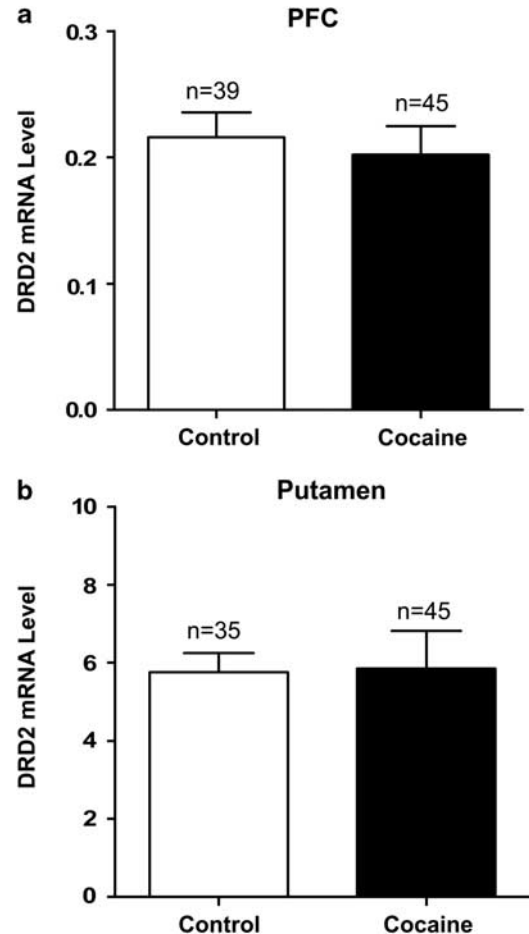 a
PFC
DRD2 mRNA Level
0.3
0.2
0.1
0.0
n=39
n=45
Control
Cocaine
b
Putamen
DRD2 mRNA Level
10
8
6
4
2
0
n=35
n=45
Control
Cocaine